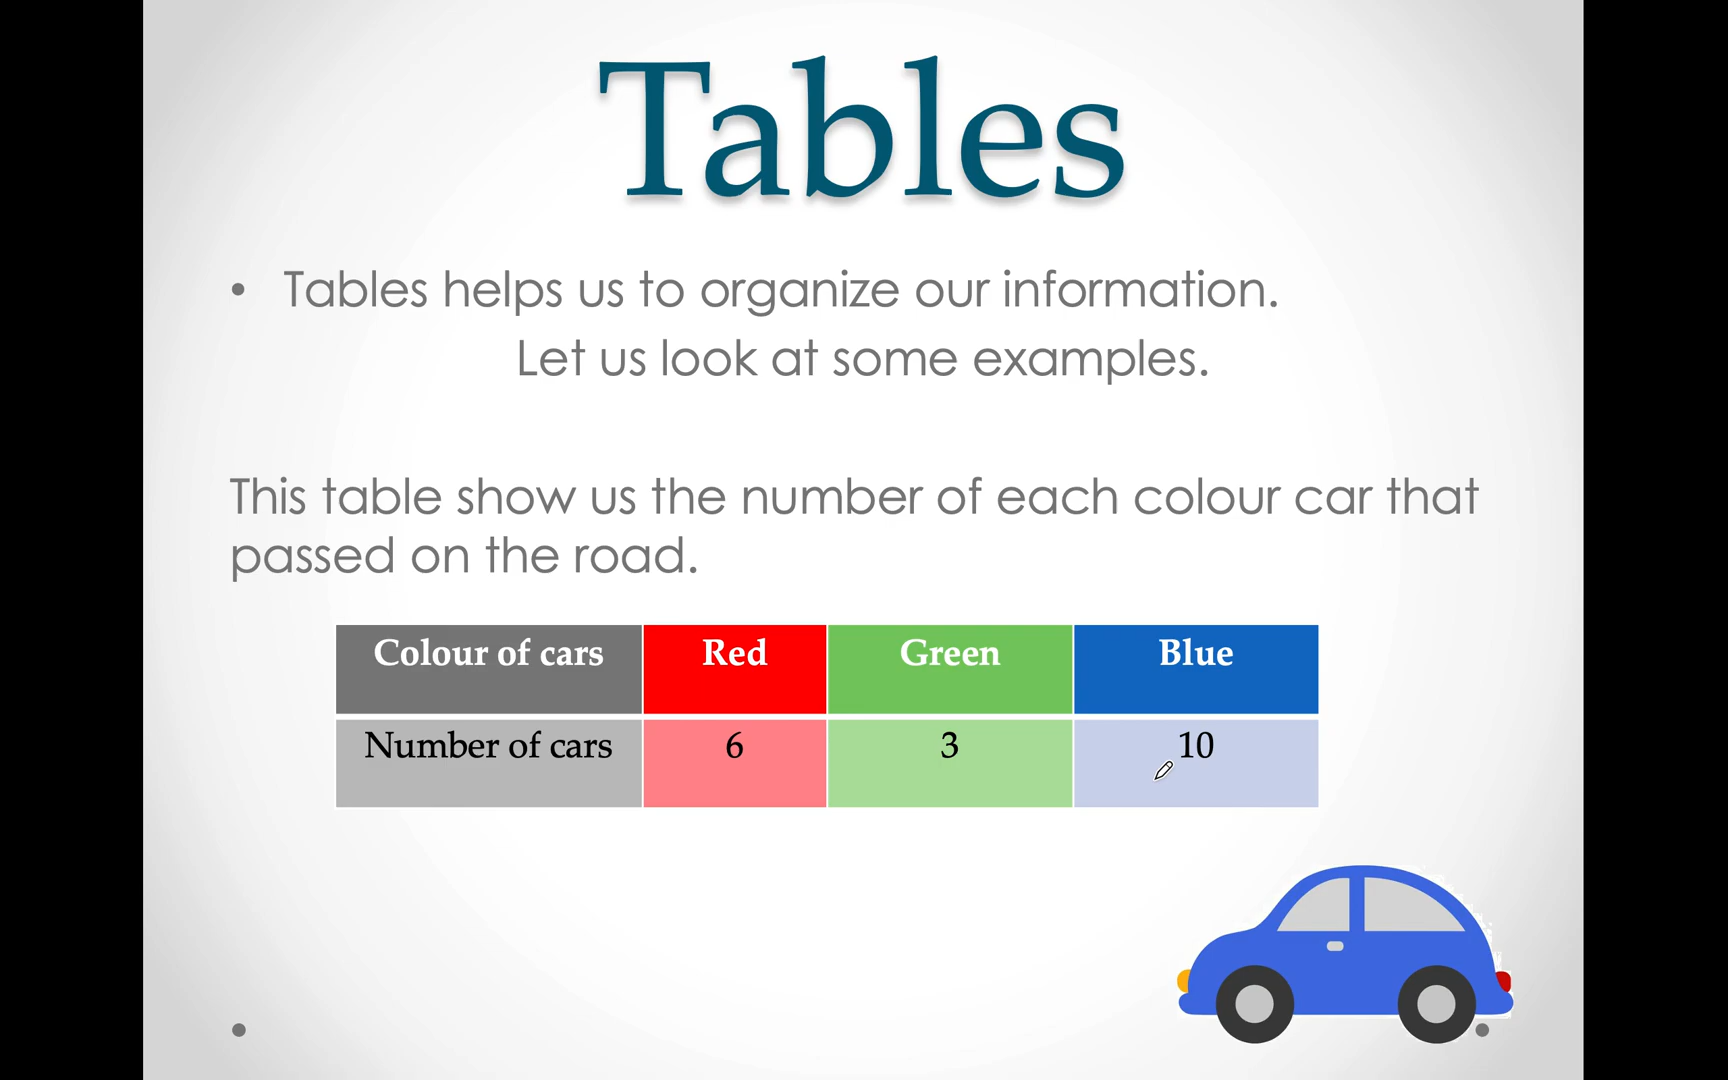 Tables
• Tables helps us to organize our information.
Let us look at some examples.
This table show us the number of each colour car that
passed on the road.
Colour of cars Red Green Blue
Number of cars 6 3 10